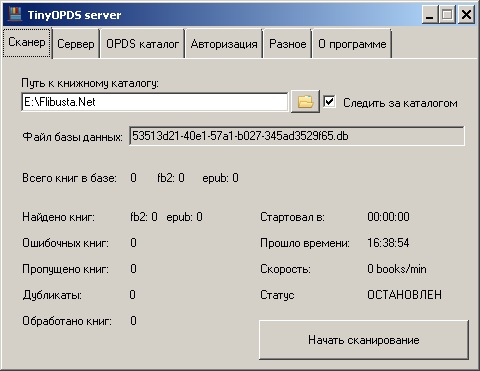 TinyOPDS server
Сканер Сервер OPDS каталог Авторизация Разное О программе
Путь к книжному каталогу:
E:\Flibusta.Net Следить за каталогом
Файл базы данных: 53513d21-40e1-57a1-b027-345ad3529f65.db
Всего книг в базе: 0 fb2: 0 epub: 0
Найдено книг: fb2: 0 epub: 0 Стартовал в: 00:00:00
Ошибочных книг: 0 Прошло времени: 16:38:54
Пропущено книг: 0 Скорость: 0 books/min
Дубликаты: 0 Статус ОСТАНОВЛЕН
Обработано книг: 0
Начать сканирование